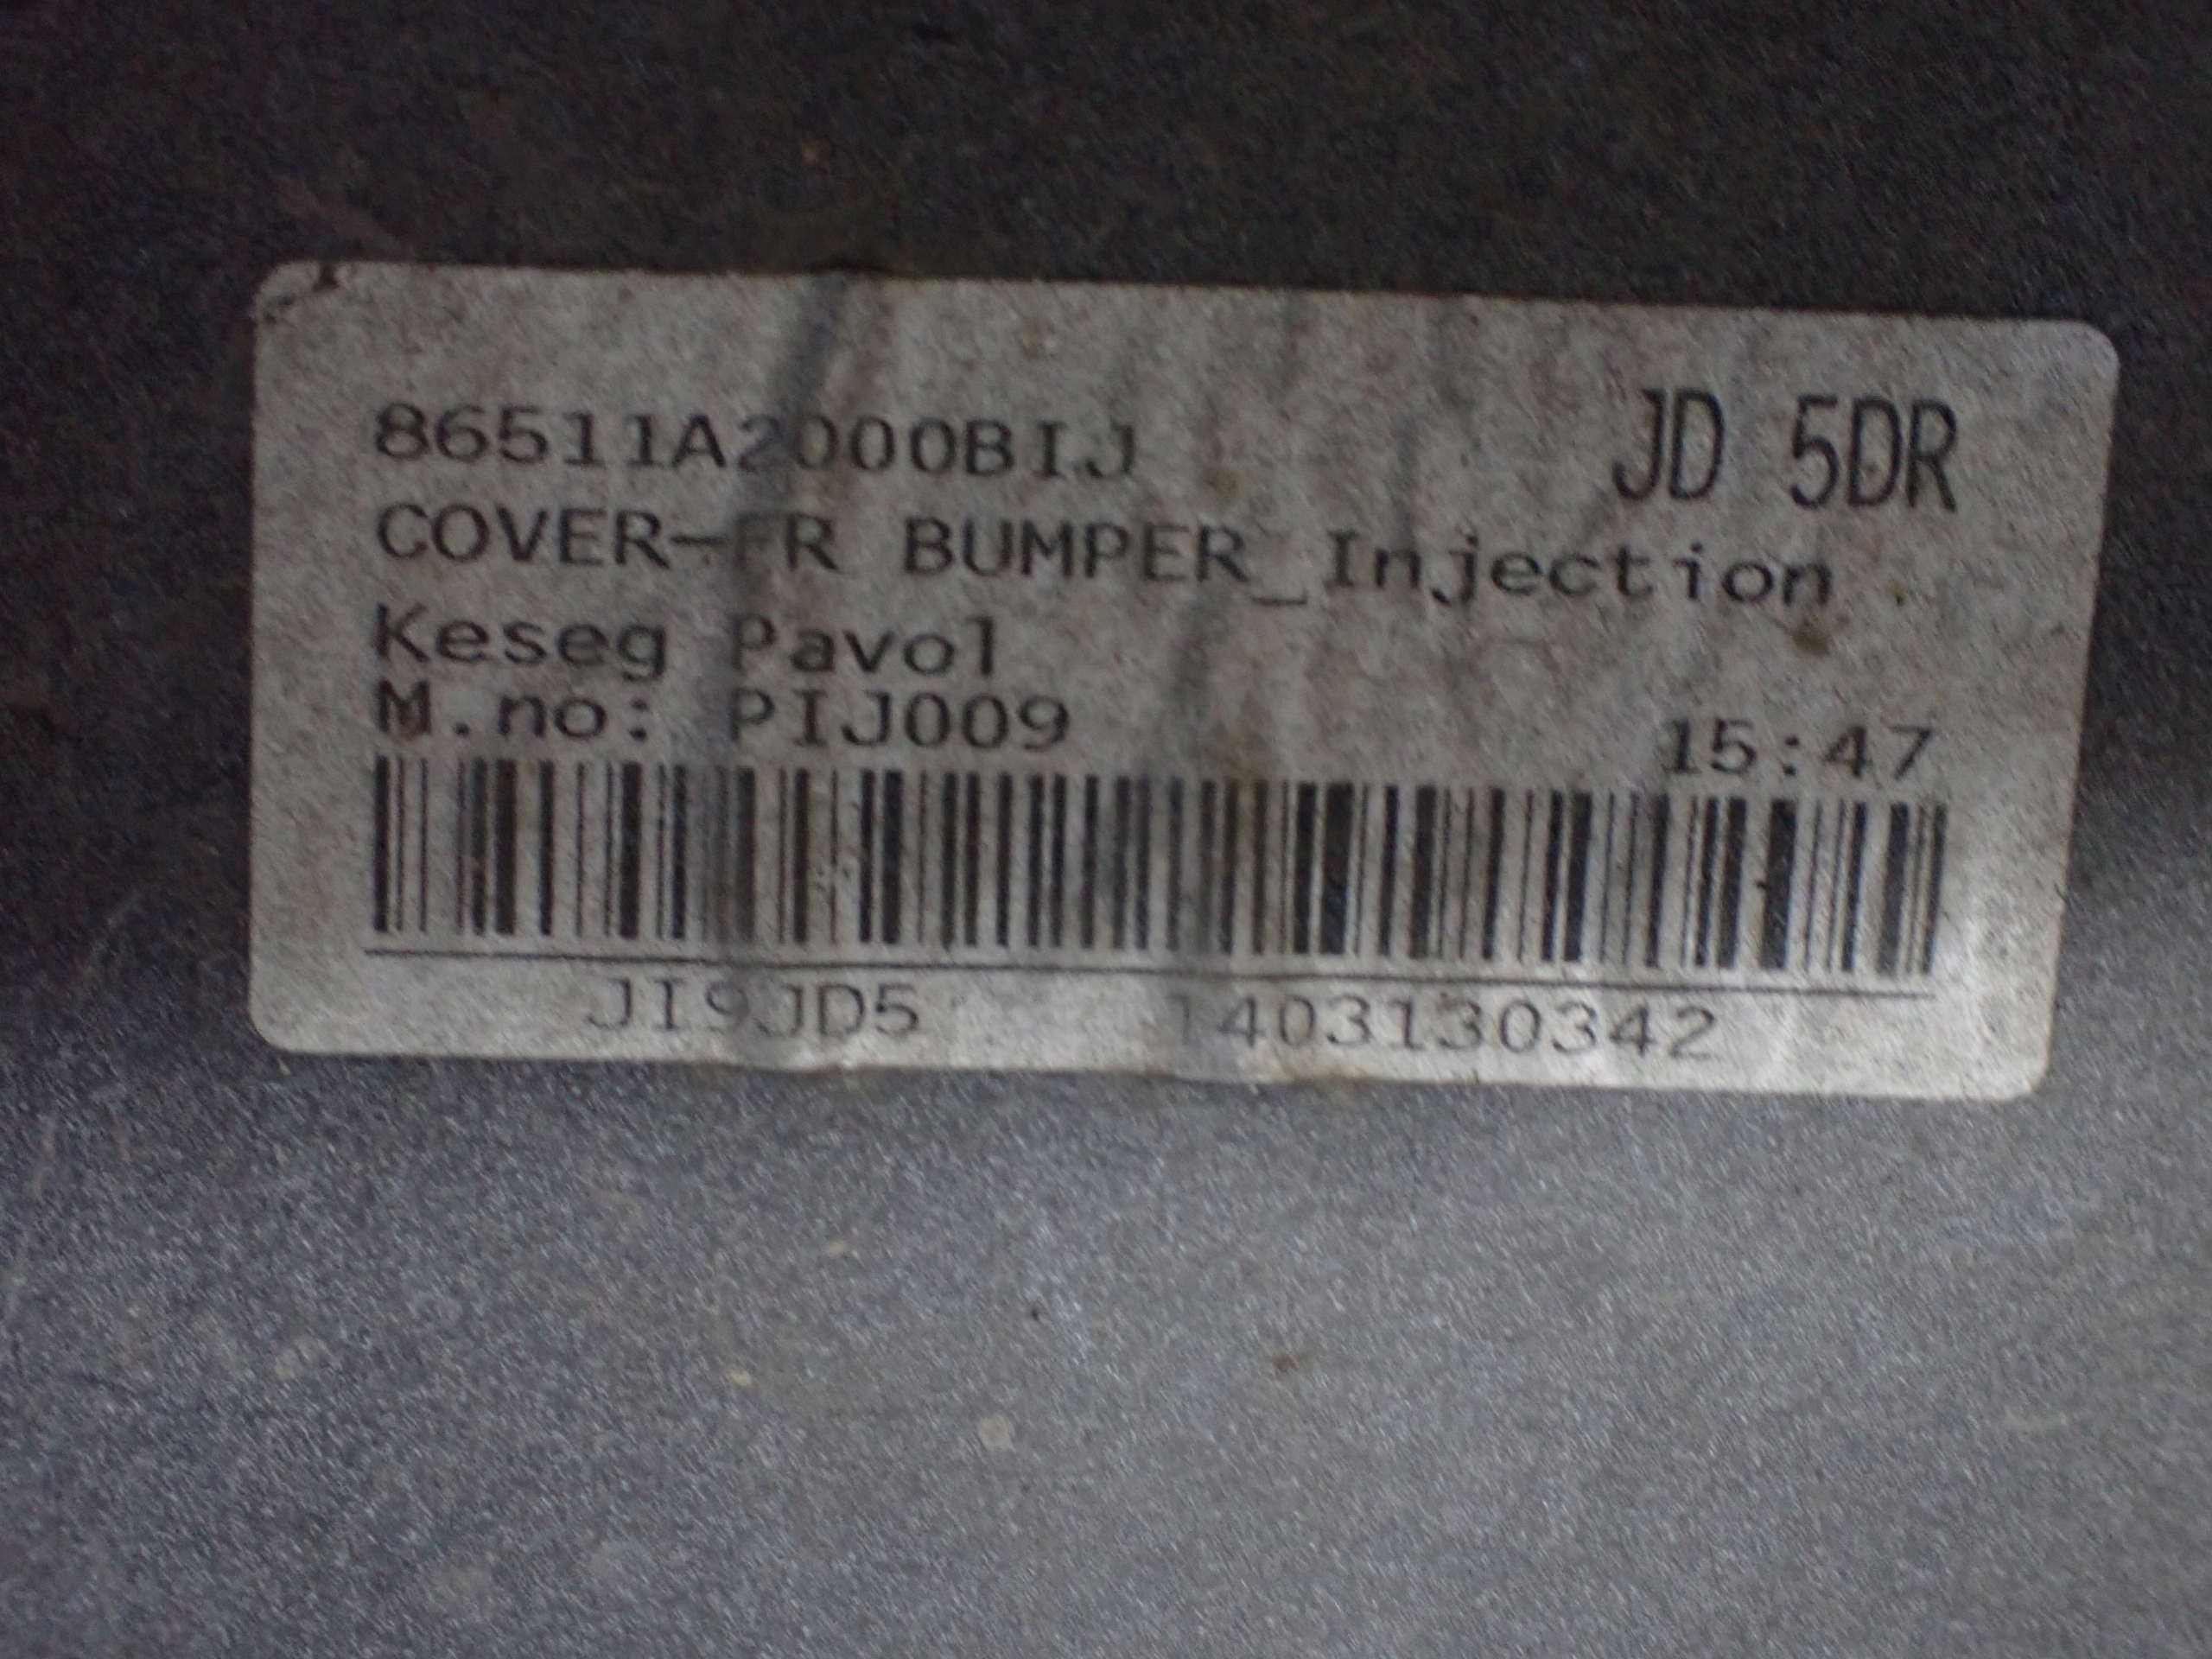 86511A2000BIJ JD 5DR
COVER-FR BUMPER_Injection
Keseg Pavol
M.no: PIJ009 15:47
JI9JD5 1403130342